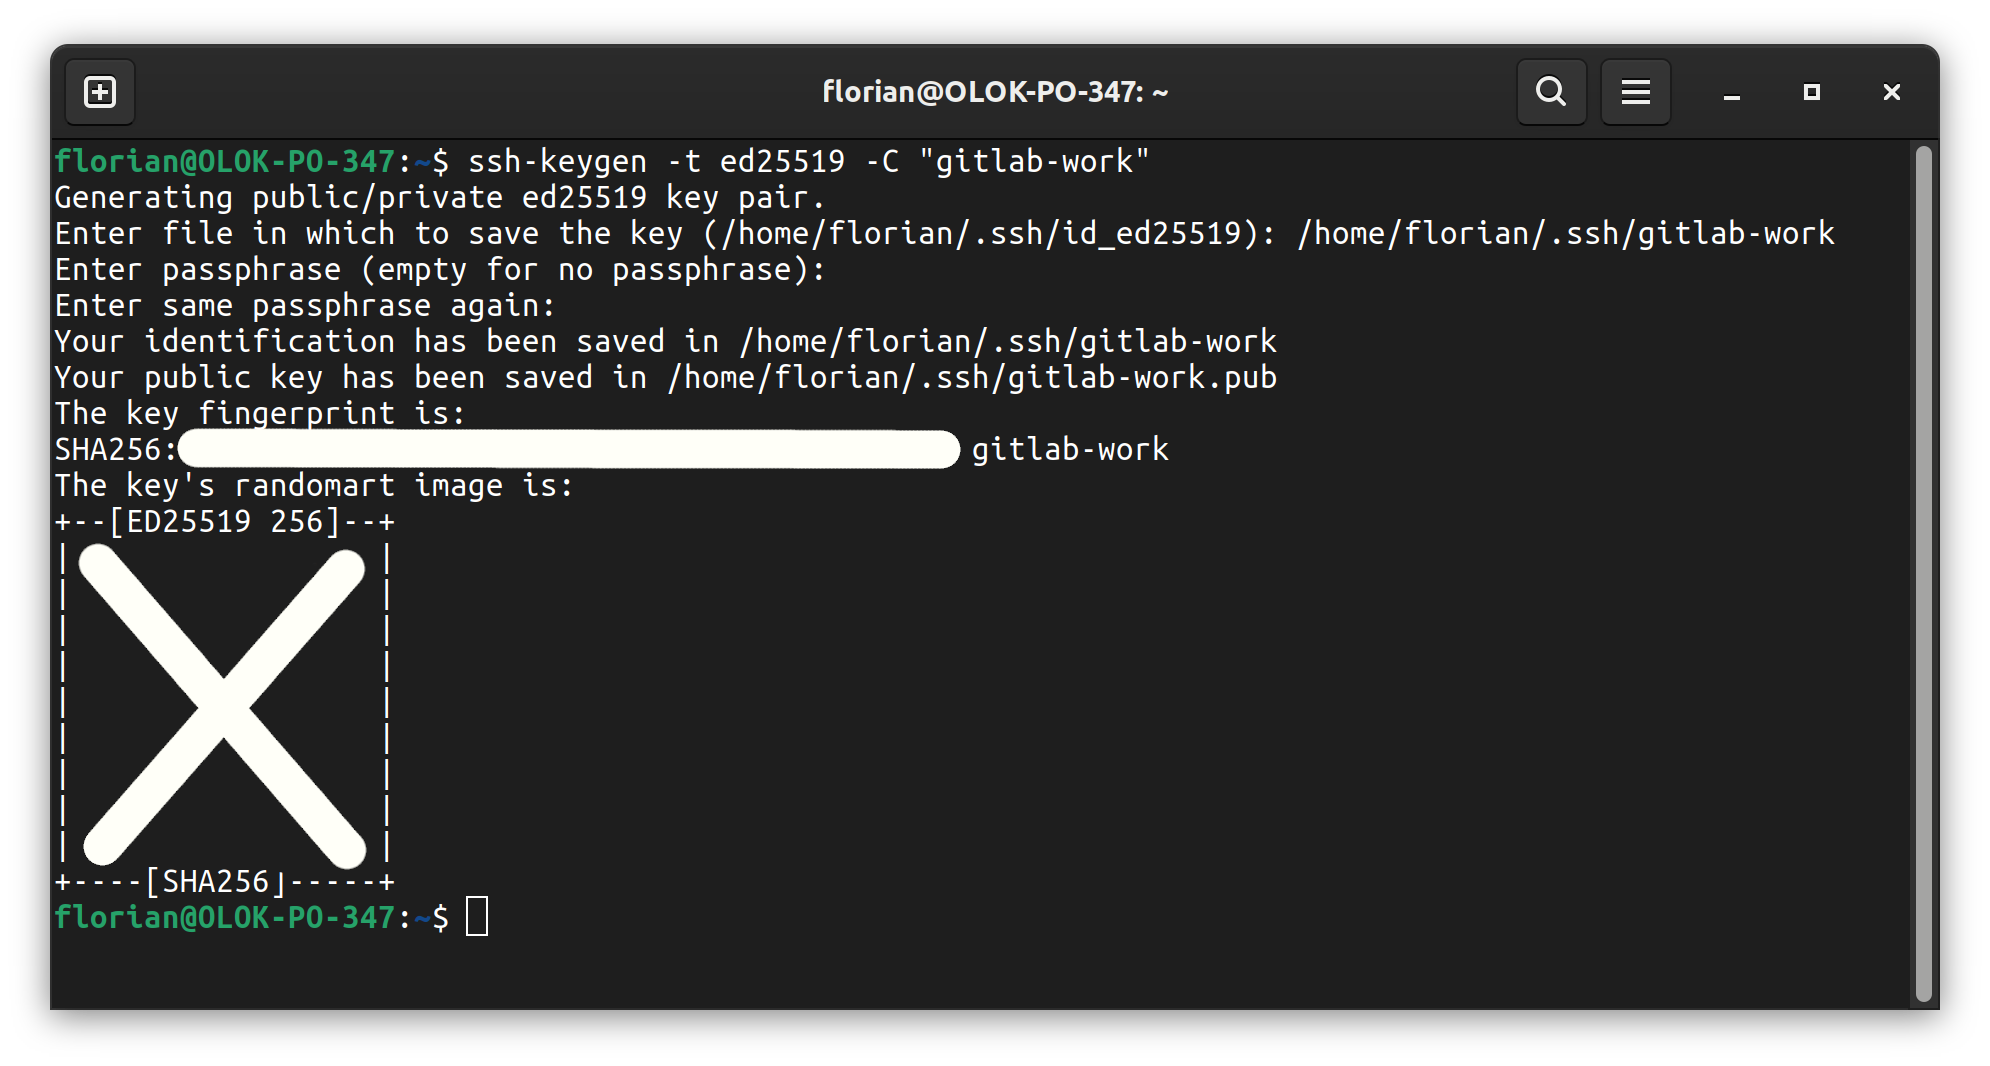 florian@OLOK-PO-347: ~
florian@OLOK-PO-347:~$ ssh-keygen -t ed25519 -C "gitlab-work"
Generating public/private ed25519 key pair.
Enter file in which to save the key (/home/florian/.ssh/id_ed25519): /home/florian/.ssh/gitlab-work
Enter passphrase (empty for no passphrase):
Enter same passphrase again:
Your identification has been saved in /home/florian/.ssh/gitlab-work
Your public key has been saved in /home/florian/.ssh/gitlab-work.pub
The key fingerprint is:
SHA256: gitlab-work
The key's randomart image is:
+--[ED25519 256]--+
| |
| |
| |
| |
| |
| |
| |
| |
| |
+----[SHA256]-----+
florian@OLOK-PO-347:~$